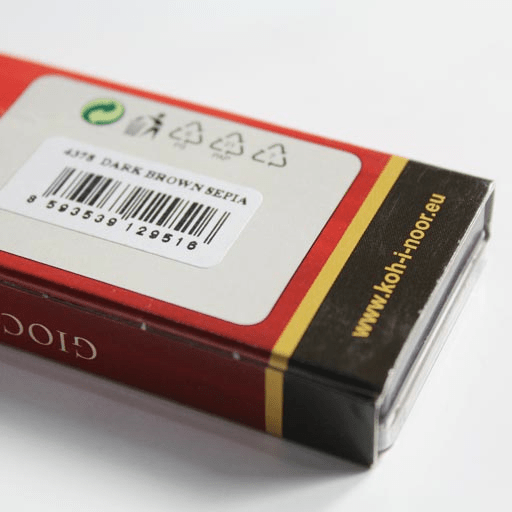 4378 DARK BROWN SEPIA
8 593539 129516
www.koh-i-noor.eu
GIOC